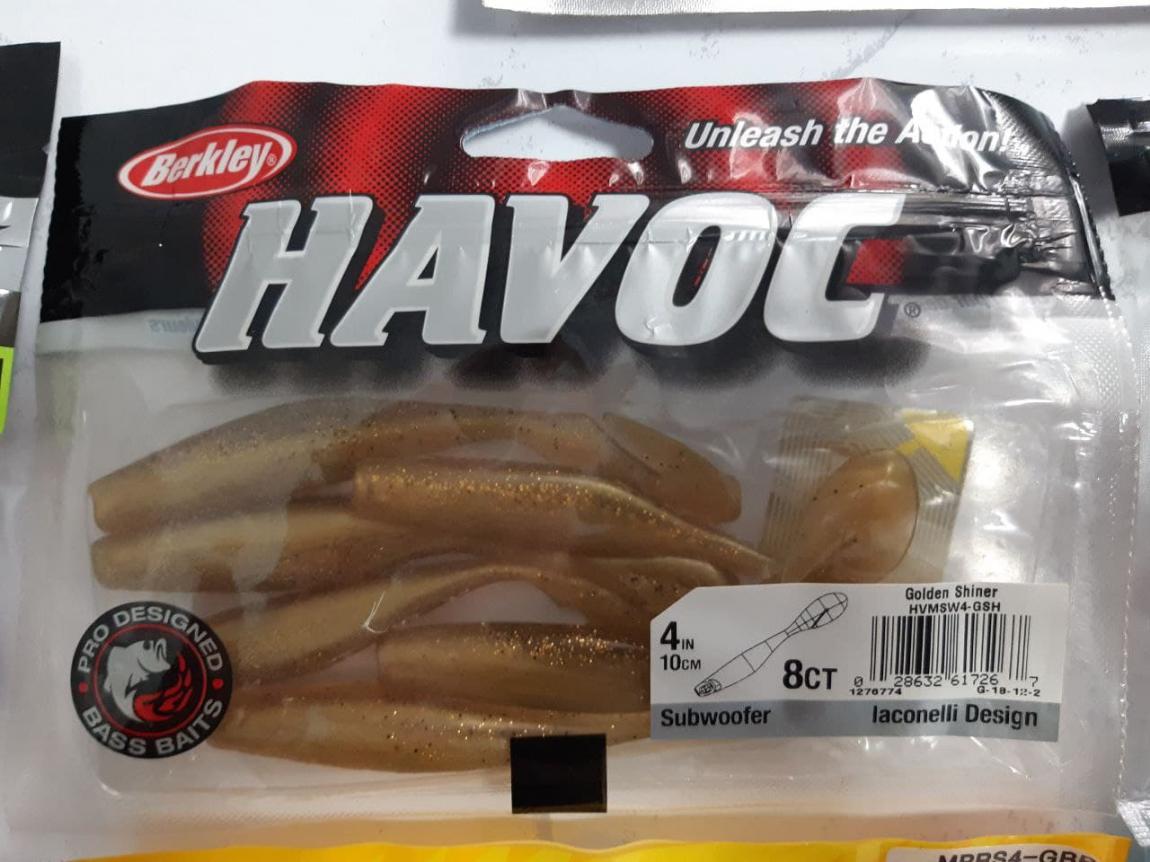 Berkley®
Unleash the Action!
HAVOC®
PRO DESIGNED
BASS BAITS
Golden Shiner
HVMSW4-GSH
4IN
10CM
8CT
0 28632 61726 7
1276774
G-18-12-2
Subwoofer
Iaconelli Design